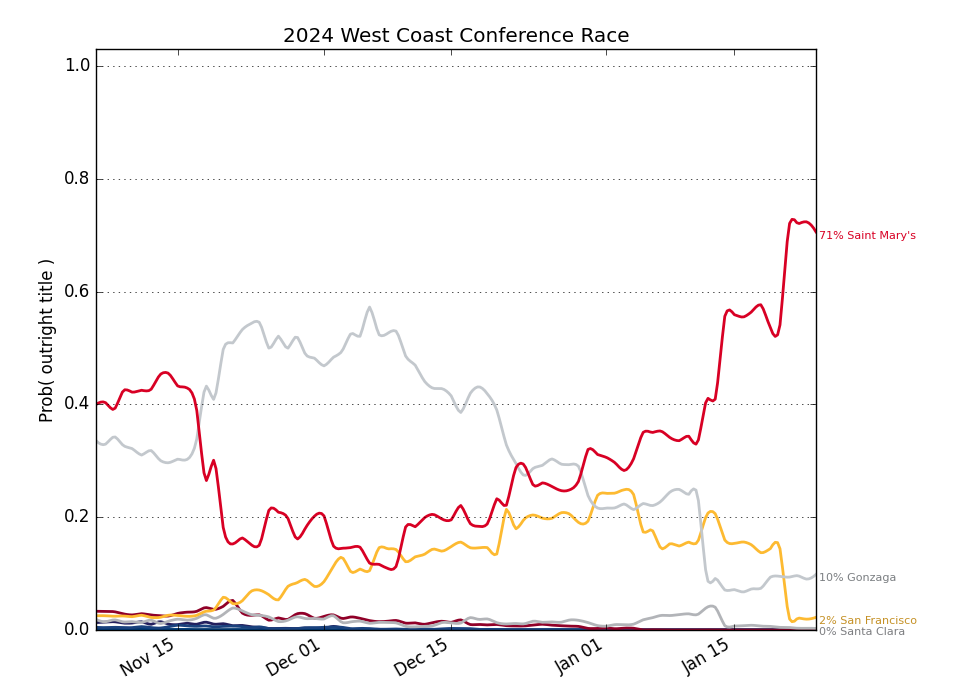 2024 West Coast Conference Race
Prob( outright title )
1.0
0.8
0.6
0.4
0.2
0.0
Nov 15
Dec 01
Dec 15
Jan 01
Jan 15
71% Saint Mary's
10% Gonzaga
2% San Francisco
0% Santa Clara